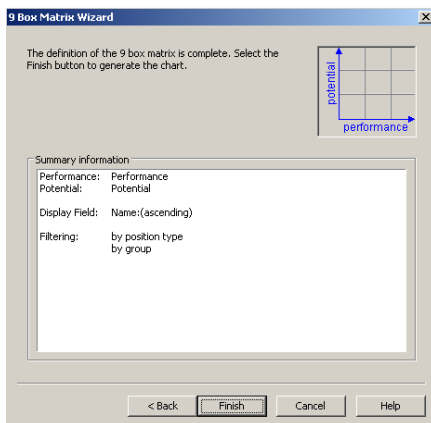 9 Box Matrix Wizard
The definition of the 9 box matrix is complete. Select the
Finish button to generate the chart.
potential
performance
Summary information
Performance: Performance
Potential: Potential
Display Field: Name:(ascending)
Filtering: by position type
by group
< Back Finish Cancel Help